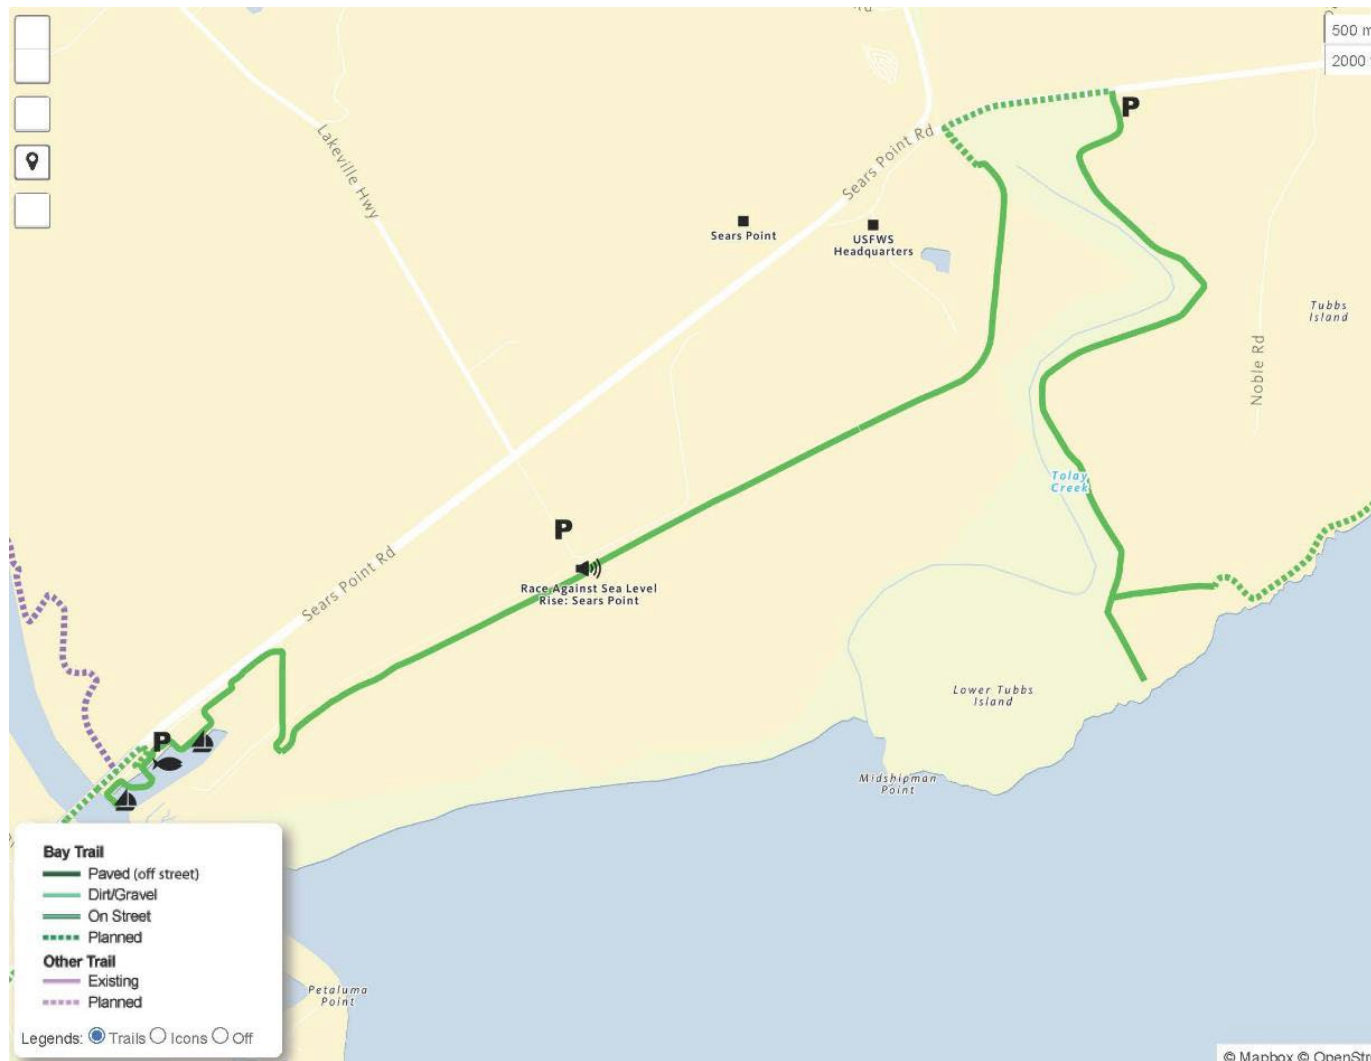 500 m
2000
Lakeville Hwy
Sears Point Rd
P
Sears Point
USFWS
Headquarters
Tubbs
Island
Noble Rd
Tolay
Creek
P
Race Against Sea Level
Rise: Sears Point
Sears Point Rd
Lower Tubbs
Island
P
Midshipman
Point
Bay Trail
Paved (off street)
Dirt/Gravel
On Street
Planned
Other Trail
Existing
Planned
Petaluma
Point
Legends: Trails Icons Off
© Mapbox © OpenStr